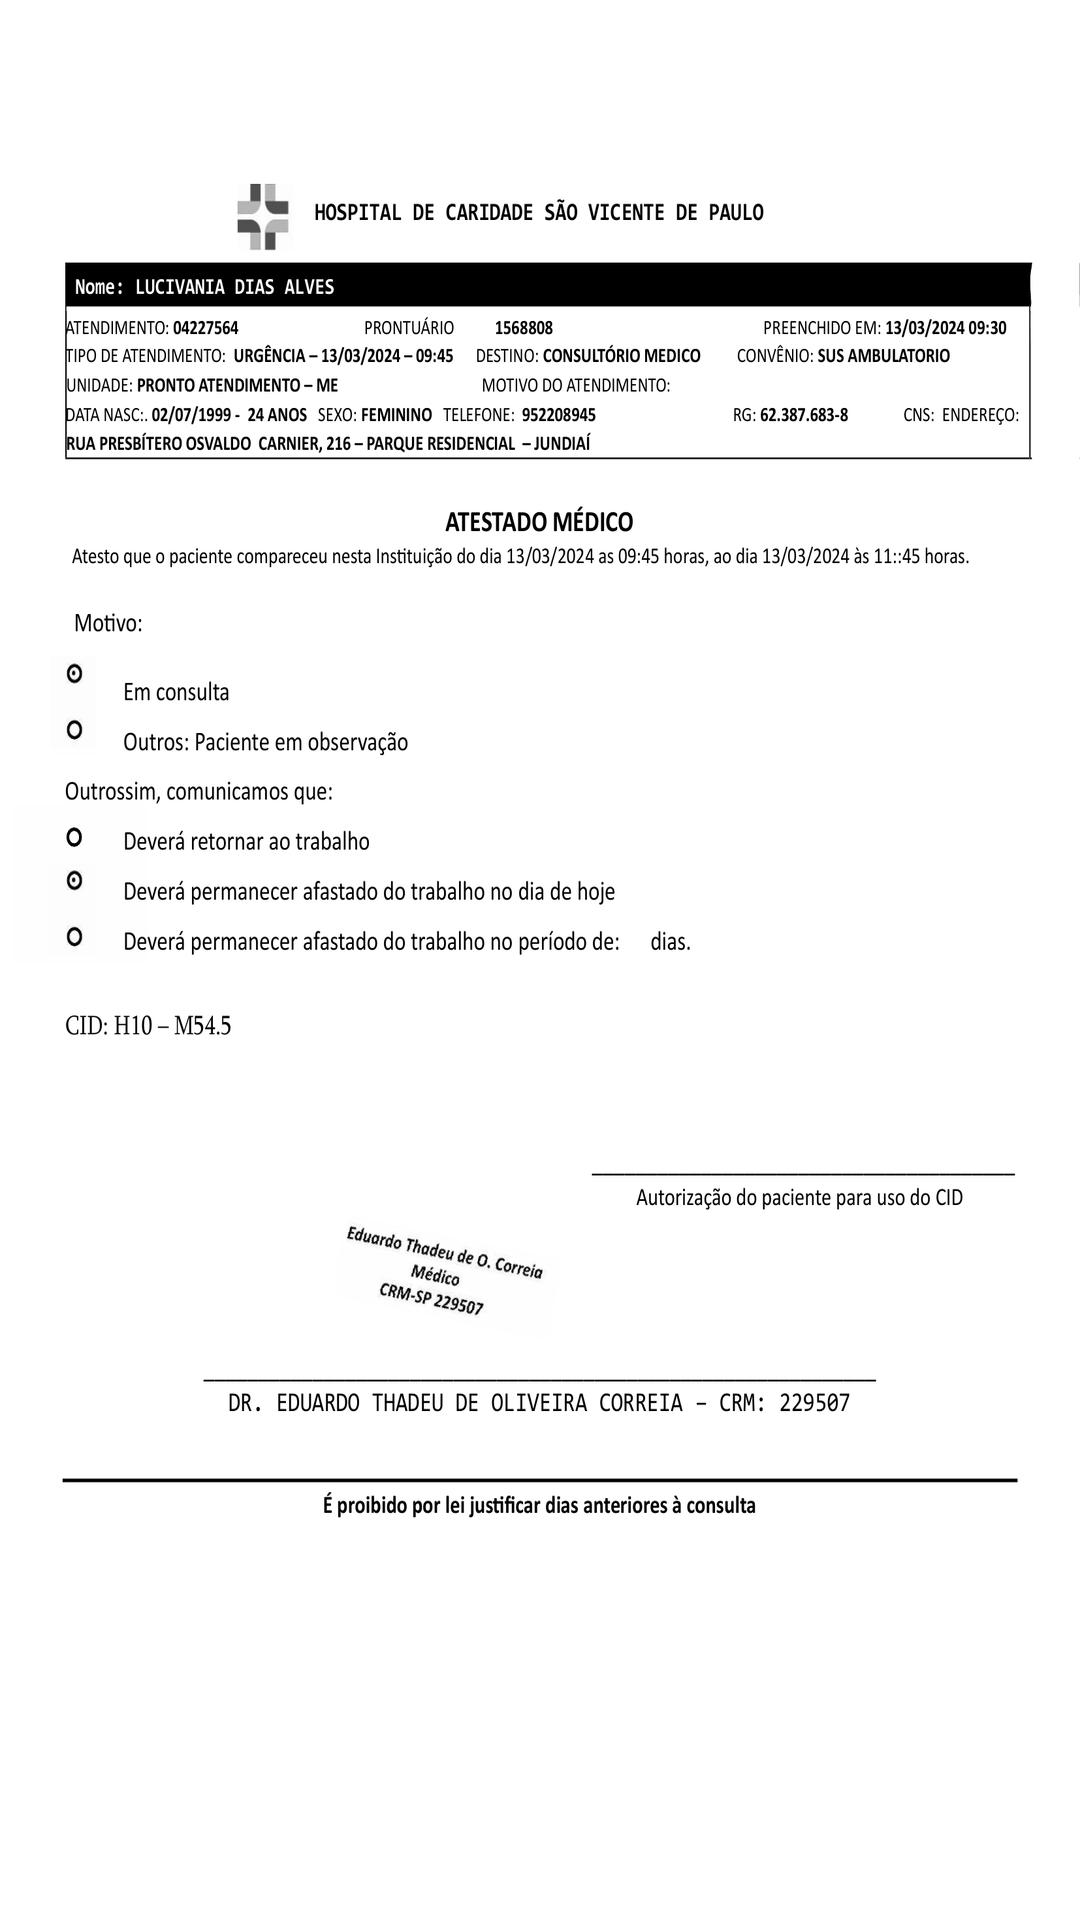 HOSPITAL DE CARIDADE SÃO VICENTE DE PAULO
Nome: LUCIVANIA DIAS ALVES
ATENDIMENTO: 04227564 PRONTUÁRIO 1568808 PREENCHIDO EM: 13/03/2024 09:30
TIPO DE ATENDIMENTO: URGÊNCIA – 13/03/2024 – 09:45 DESTINO: CONSULTÓRIO MEDICO CONVÊNIO: SUS AMBULATORIO
UNIDADE: PRONTO ATENDIMENTO – ME MOTIVO DO ATENDIMENTO:
DATA NASC:. 02/07/1999 - 24 ANOS SEXO: FEMININO TELEFONE: 952208945 RG: 62.387.683-8 CNS: ENDEREÇO:
RUA PRESBÍTERO OSVALDO CARNIER, 216 – PARQUE RESIDENCIAL – JUNDIAÍ
ATESTADO MÉDICO
Atesto que o paciente compareceu nesta Instituição do dia 13/03/2024 as 09:45 horas, ao dia 13/03/2024 às 11::45 horas.
Motivo:
Em consulta
Outros: Paciente em observação
Outrossim, comunicamos que:
Deverá retornar ao trabalho
Deverá permanecer afastado do trabalho no dia de hoje
Deverá permanecer afastado do trabalho no período de: dias.
CID: H10 – M54.5
Autorização do paciente para uso do CID
Eduardo Thadeu de O. Correia
Médico
CRM-SP 229507
DR. EDUARDO THADEU DE OLIVEIRA CORREIA – CRM: 229507
É proibido por lei justificar dias anteriores à consulta